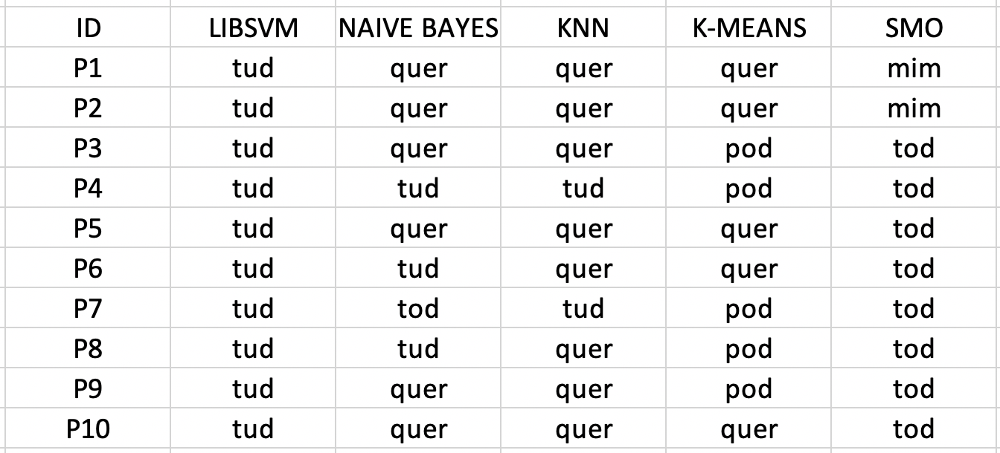 ID LIBSVM NAIVE BAYES KNN K-MEANS SMO
P1 tud quer quer quer mim
P2 tud quer quer quer mim
P3 tud quer quer pod tod
P4 tud tud tud pod tod
P5 tud quer quer quer tod
P6 tud tud quer quer tod
P7 tud tod tud pod tod
P8 tud tud quer pod tod
P9 tud quer quer pod tod
P10 tud quer quer quer tod